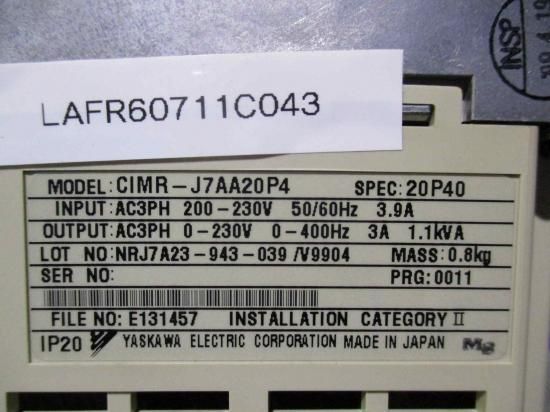 INSP
LAFR60711C043
MODEL: CIMR-J7AA20P4 SPEC: 20P40
INPUT: AC3PH 200-230V 50/60Hz 3.9A
OUTPUT: AC3PH 0-230V 0-400Hz 3A 1.1kVA
LOT NO: NRJ7A23-943-039 /V9904 MASS: 0.8kg
SER NO: PRG: 0011
FILE NO: E131457 INSTALLATION CATEGORY II
IP20 YASKAWA ELECTRIC CORPORATION MADE IN JAPAN